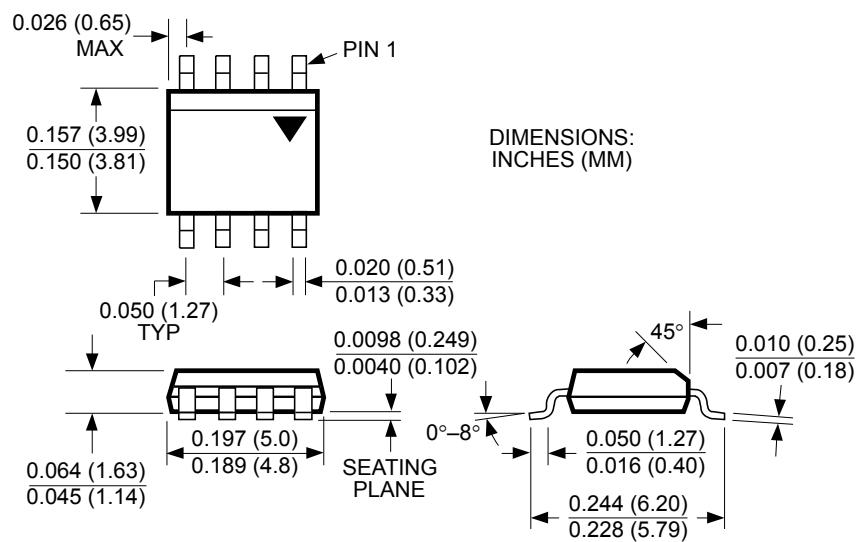 0.026 (0.65)
MAX
PIN 1
0.157 (3.99)
0.150 (3.81)
DIMENSIONS:
INCHES (MM)
0.020 (0.51)
0.013 (0.33)
0.050 (1.27)
TYP
0.0098 (0.249)
0.0040 (0.102)
45°
0.010 (0.25)
0.007 (0.18)
0.197 (5.0)
0.189 (4.8)
0°–8°
0.050 (1.27)
0.016 (0.40)
0.064 (1.63)
0.045 (1.14)
SEATING
PLANE
0.244 (6.20)
0.228 (5.79)